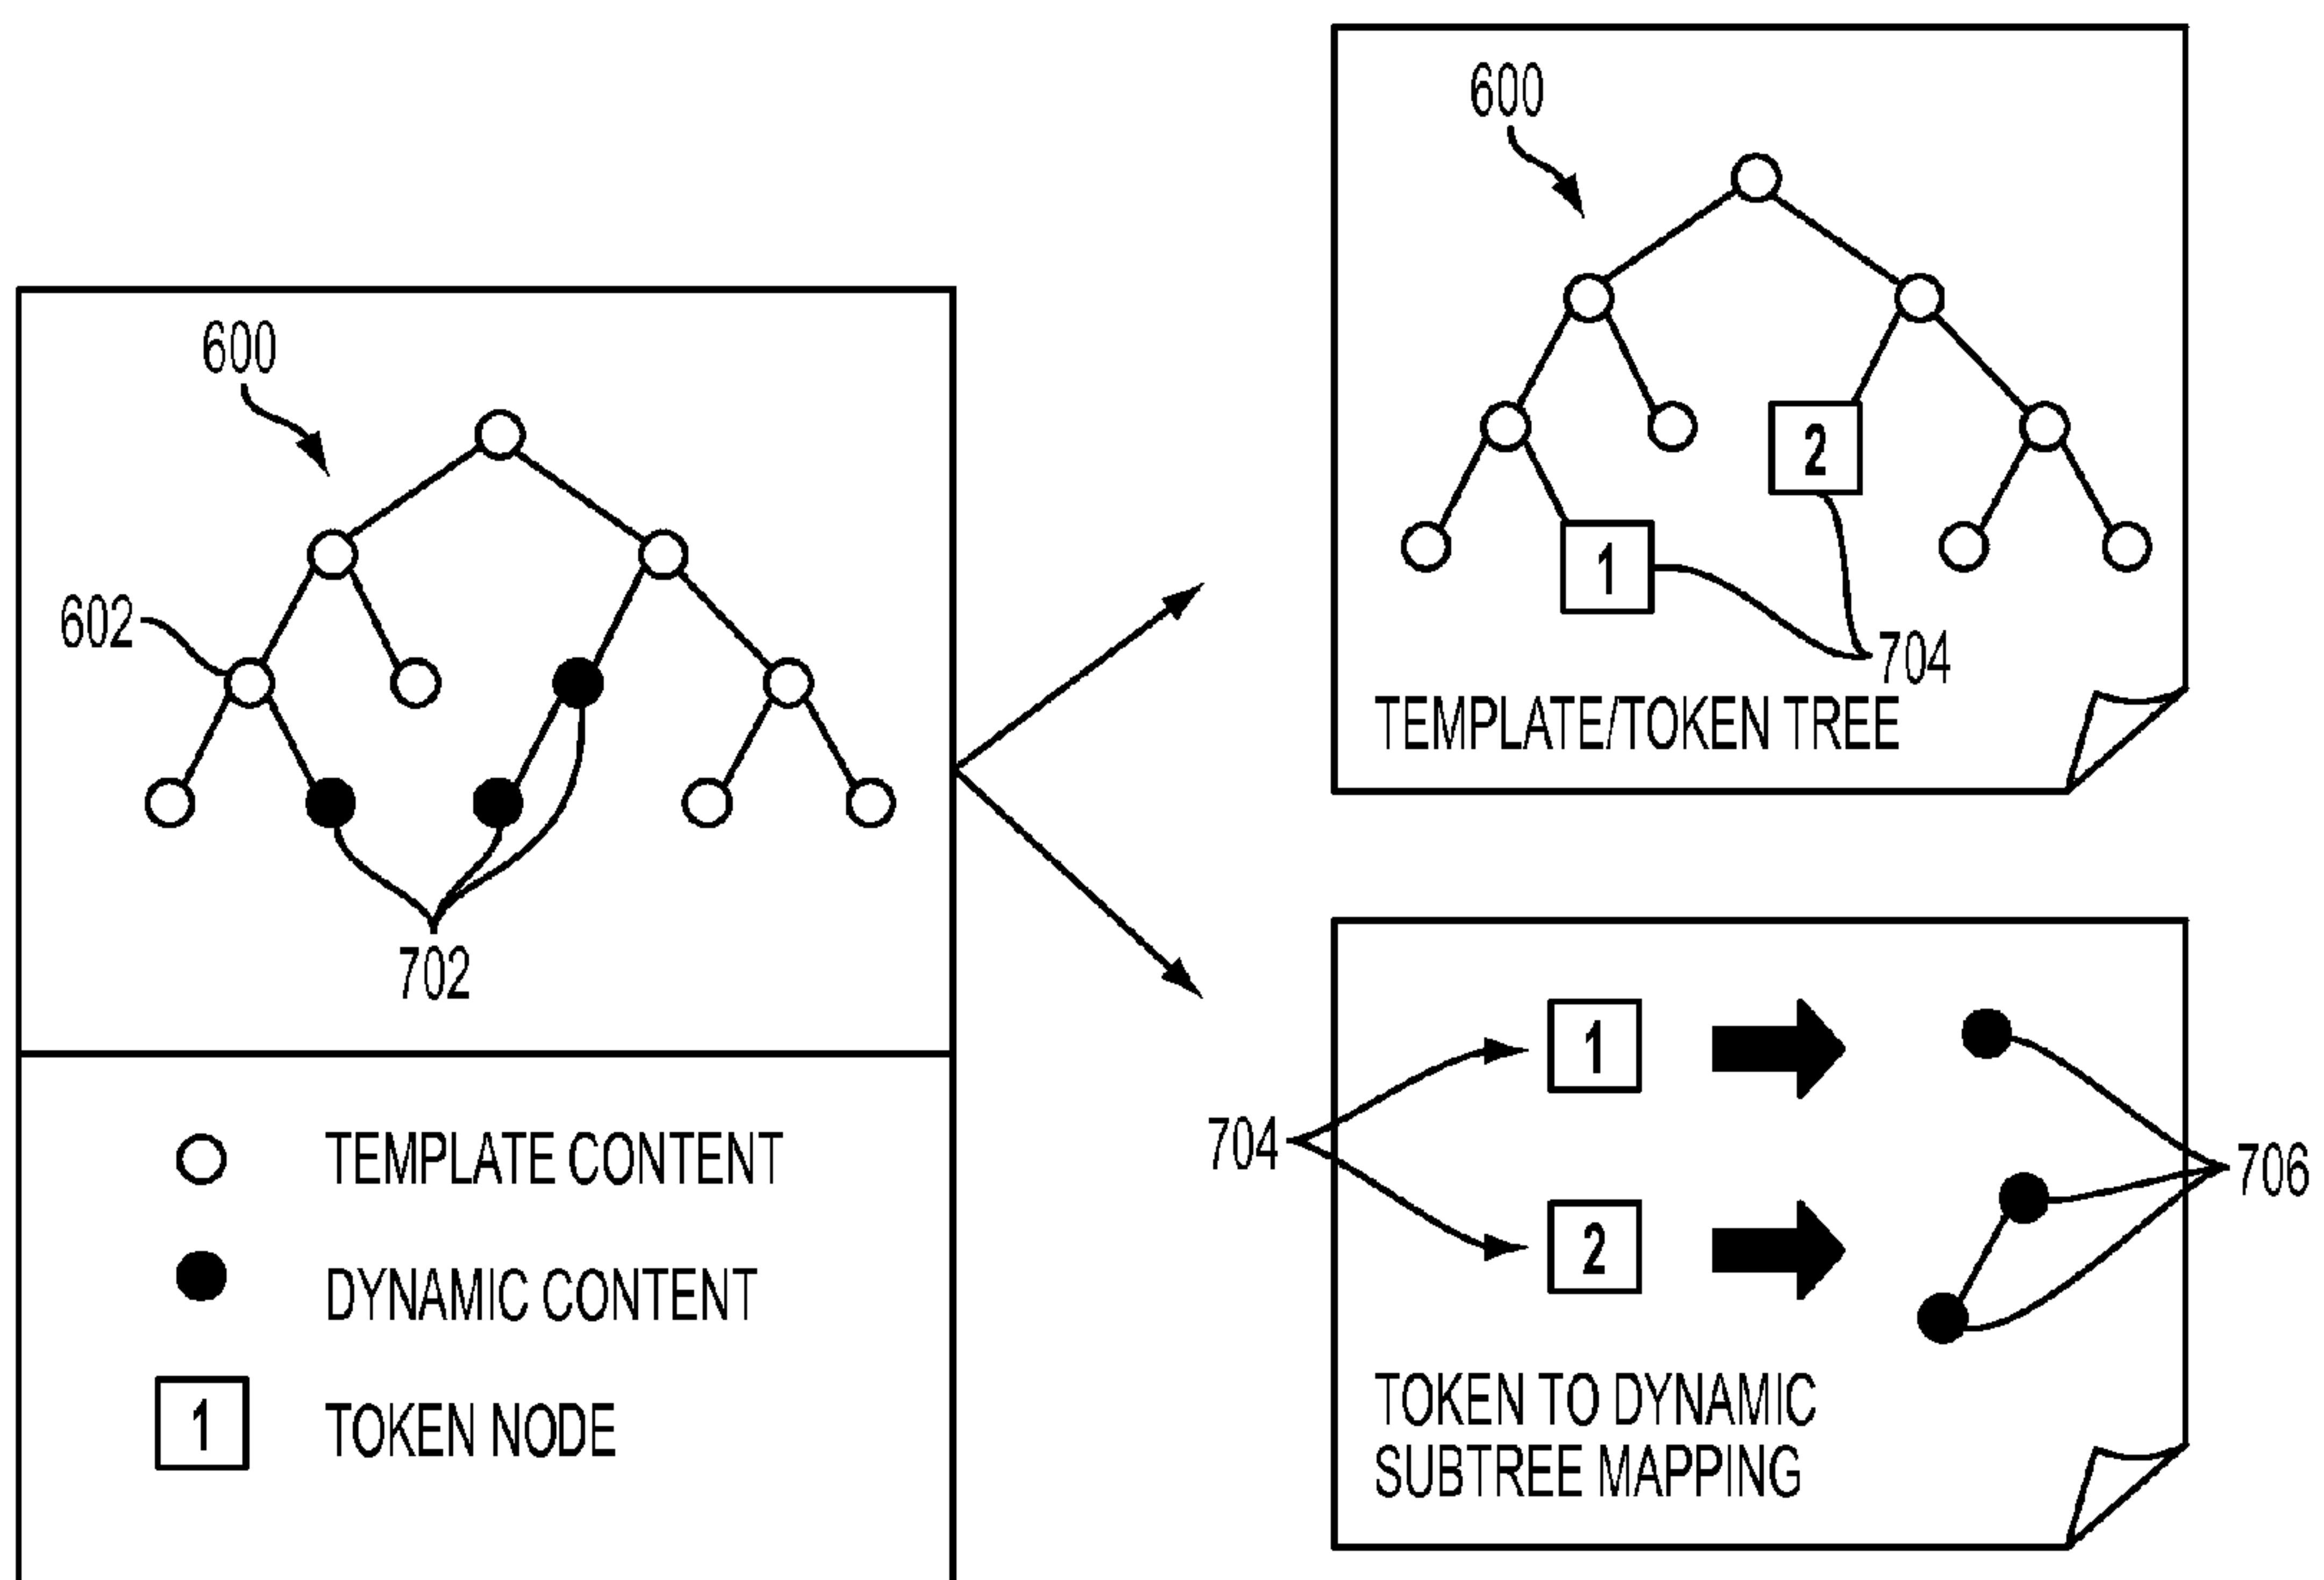 600
602
702
TEMPLATE CONTENT
DYNAMIC CONTENT
1 TOKEN NODE
600
2
1
704
TEMPLATE/TOKEN TREE
1
704
706
2
TOKEN TO DYNAMIC
SUBTREE MAPPING